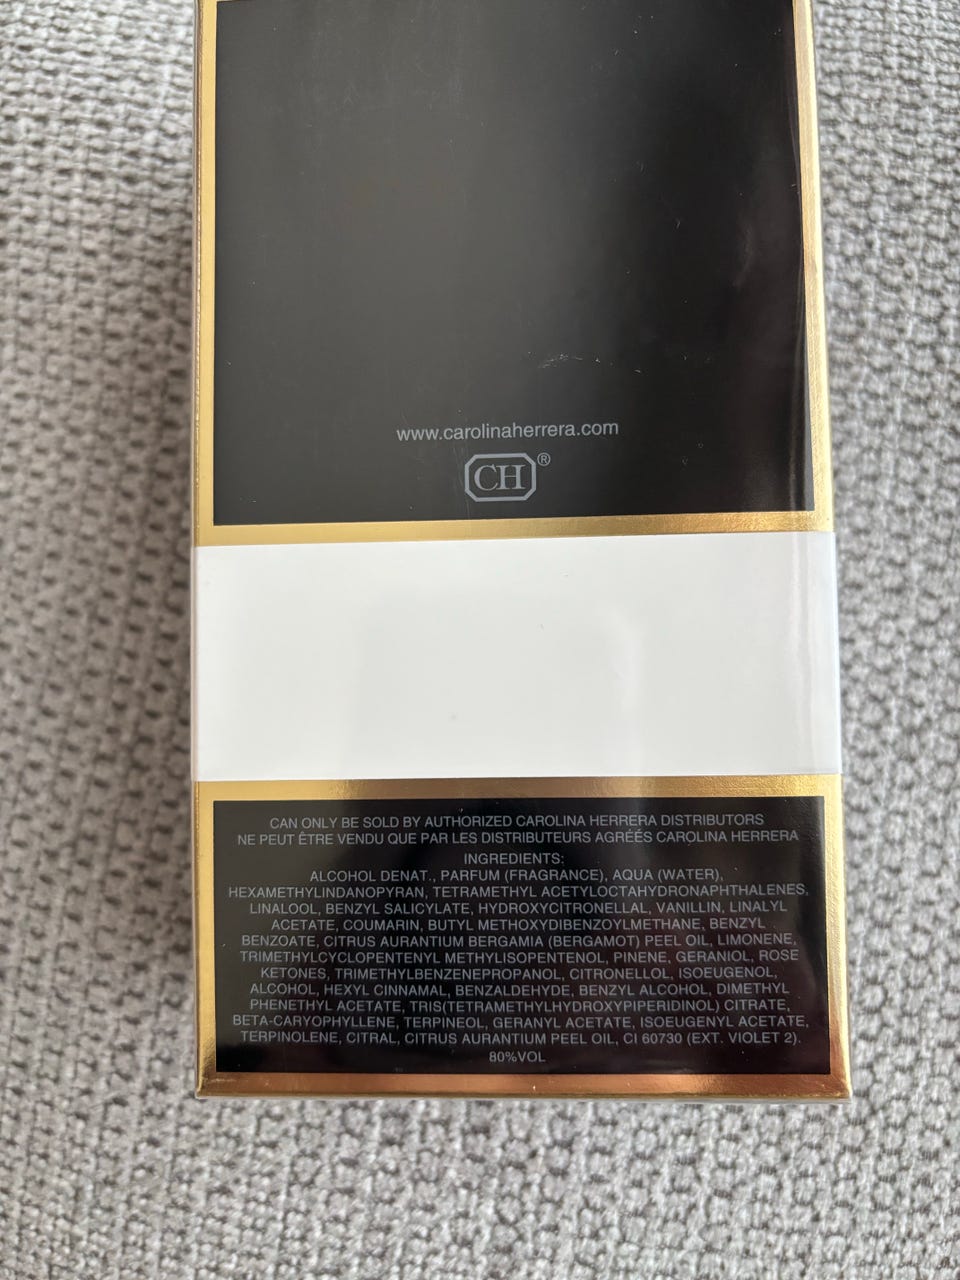 www.carolinaherrera.com
CH®
CAN ONLY BE SOLD BY AUTHORIZED CAROLINA HERRERA DISTRIBUTORS
NE PEUT ÊTRE VENDU QUE PAR LES DISTRIBUTEURS AGRÉÉS CAROLINA HERRERA
INGREDIENTS:
ALCOHOL DENAT., PARFUM (FRAGRANCE), AQUA (WATER),
HEXAMETHYLINDANOPYRAN, TETRAMETHYL ACETYLOCTAHYDRONAPHTHALENES,
LINALOOL, BENZYL SALICYLATE, HYDROXYCITRONELLAL, VANILLIN, LINALYL
ACETATE, COUMARIN, BUTYL METHOXYDIBENZOYLMETHANE, BENZYL
BENZOATE, CITRUS AURANTIUM BERGAMIA (BERGAMOT) PEEL OIL, LIMONENE,
TRIMETHYLCYCLOPENTENYL METHYLISOPENTENOL, PINENE, GERANIOL, ROSE
KETONES, TRIMETHYLBENZENEPROPANOL, CITRONELLOL, ISOEUGENOL,
ALCOHOL, HEXYL CINNAMAL, BENZALDEHYDE, BENZYL ALCOHOL, DIMETHYL
PHENETHYL ACETATE, TRIS(TETRAMETHYLHYDROXYPIPERIDINOL) CITRATE,
BETA-CARYOPHYLLENE, TERPINEOL, GERANYL ACETATE, ISOEUGENYL ACETATE,
TERPINOLENE, CITRAL, CITRUS AURANTIUM PEEL OIL, CI 60730 (EXT. VIOLET 2).
80%VOL